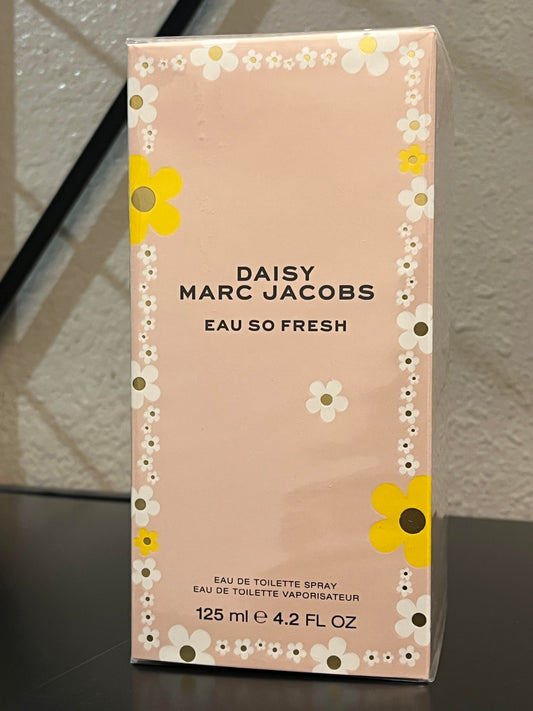 DAISY
MARC JACOBS
EAU SO FRESH
EAU DE TOILETTE SPRAY
EAU DE TOILETTE VAPORISATEUR
125 ml ℮ 4.2 FL OZ